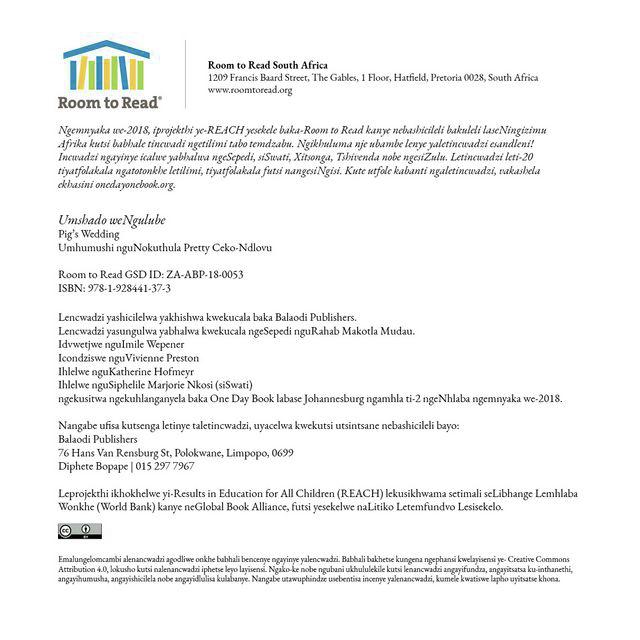 Room to Read®
Room to Read South Africa
1209 Francis Baard Street, The Gables, 1 Floor, Hatfield, Pretoria 0028, South Africa
www.roomtoread.org
Ngemnyaka we-2018, iprojekthi ye-REACH yesekele baka-Room to Read kanye nebashicileli bakuleli laseNingizimu
Afrika kutsi babhale tincwadi ngetilimi tabo temdzabu. Ngikhuluma nje ubambe lenye yaletincwadzi esandleni!
Incwadzi ngayinye icalwe yabhalwa ngeSepedi, siSwati, Xitsonga, Tshivenda nobe ngesiZulu. Letincwadzi leti-20
tiyatfolakala ngatotonkhe letilimi, tiyatfolakala futsi nangesiNgisi. Kute utfole kabanti ngaletincwadzi, vakashela
ekhasini onedayonebook.org.
Umshado weNgulube
Pig's Wedding
Umhumushi nguNokuthula Pretty Ceko-Ndlovu
Room to Read GSD ID: ZA-ABP-18-0053
ISBN: 978-1-928441-37-3
Lencwadzi yashicilelwa yakhishwa kwekucala baka Balaodi Publishers.
Lencwadzi yasungulwa yabhalwa kwekucala ngeSepedi nguRahab Makotla Mudau.
Idvwetjwe nguImile Wepener
Icondziswe nguVivienne Preston
Ihlelwe nguKatherine Hofmeyr
Ihlelwe nguSiphelile Marjorie Nkosi (siSwati)
ngekusitwa ngekuhlanganyela baka One Day Book labase Johannesburg ngamhla ti-2 ngeNhlaba ngemnyaka we-2018.
Nangabe ufisa kutsenga letinye taletincwadzi, uyacelwa kwekutsi utsintsane nebashicileli bayo:
Balaodi Publishers
76 Hans Van Rensburg St, Polokwane, Limpopo, 0699
Diphete Bopape | 015 297 7967
Leprojekthi ikhokhelwe yi-Results in Education for All Children (REACH) lekusikhwama setimali seLibhange Lemhlaba
Wonkhe (World Bank) kanye neGlobal Book Alliance, futsi yesekelwe naLitiko Letemfundvo Lesisekelo.
cc BY
Emalungelomcambi alenancwadzi agodliwe onkhe babhali bencenye ngayinye yalencwadzi. Babhali bakhetse kungena ngephansi kwelayisensi ye- Creative Commons
Attribution 4.0, lokusho kutsi nalenancwadzi iphetse leyo layisensi. Ngako-ke nobe ngubani ukhululekile kutsi lenancwadzi angayifundza, angayitsatsa ku-inthanethi,
angayihumusha, angayishicilela nobe angayidlulisa kulabanye. Nangabe utawuphindze usebentisa incenye yalenancwadzi, kumele kwatiswe lapho uyitsatse khona.